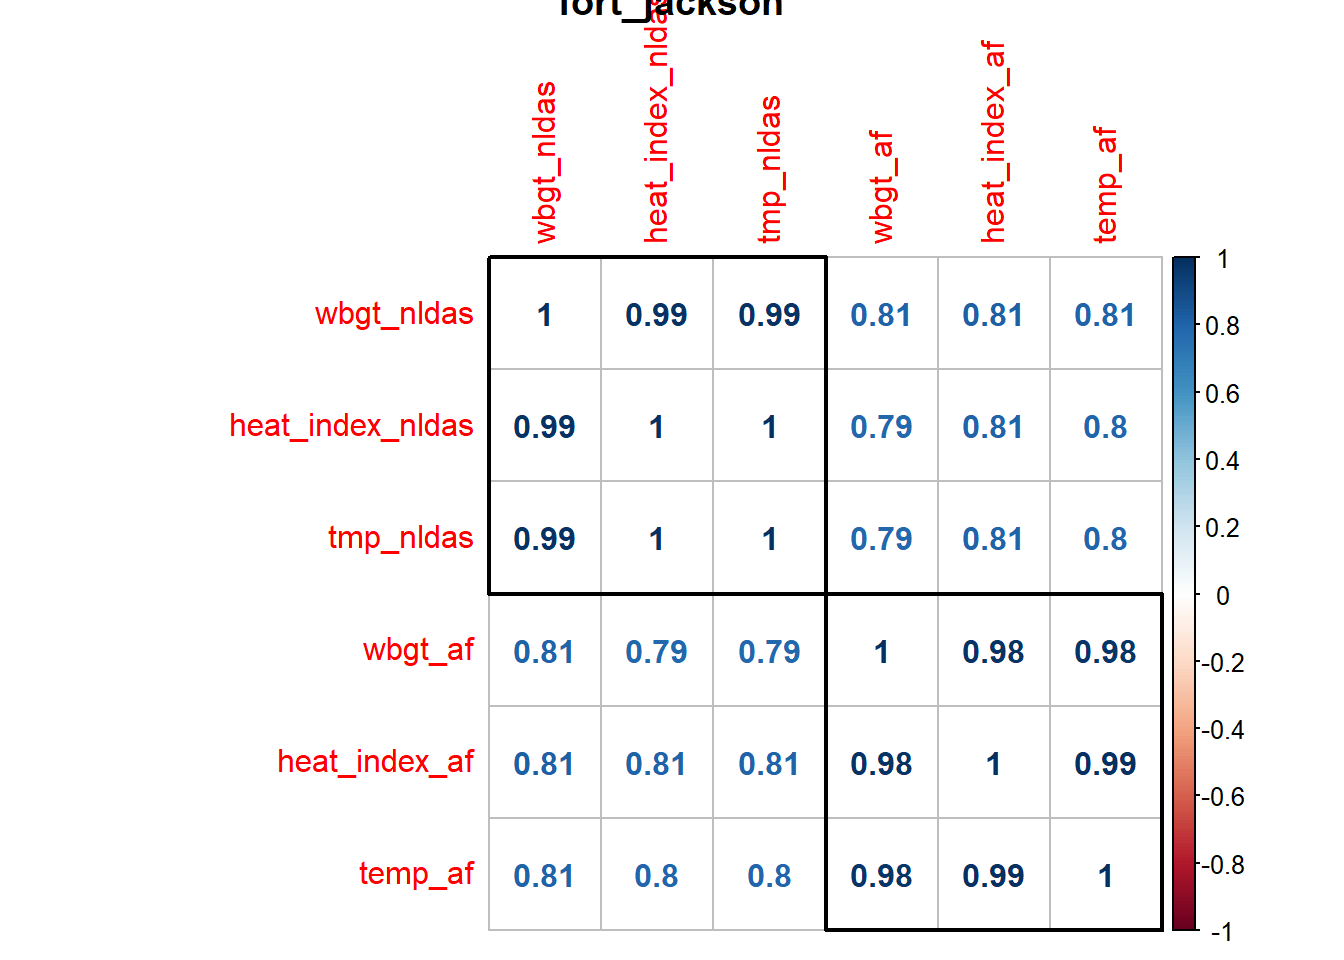 fort_jackson
wbgt_nldas heat_index_nldas tmp_nldas wbgt_af heat_index_af temp_af
wbgt_nldas 1 0.99 0.99 0.81 0.81 0.81
heat_index_nldas 0.99 1 1 0.79 0.81 0.8
tmp_nldas 0.99 1 1 0.79 0.81 0.8
wbgt_af 0.81 0.79 0.79 1 0.98 0.98
heat_index_af 0.81 0.81 0.81 0.98 1 0.99
temp_af 0.81 0.8 0.8 0.98 0.99 1
1
0.8
0.6
0.4
0.2
0
-0.2
-0.4
-0.6
-0.8
-1